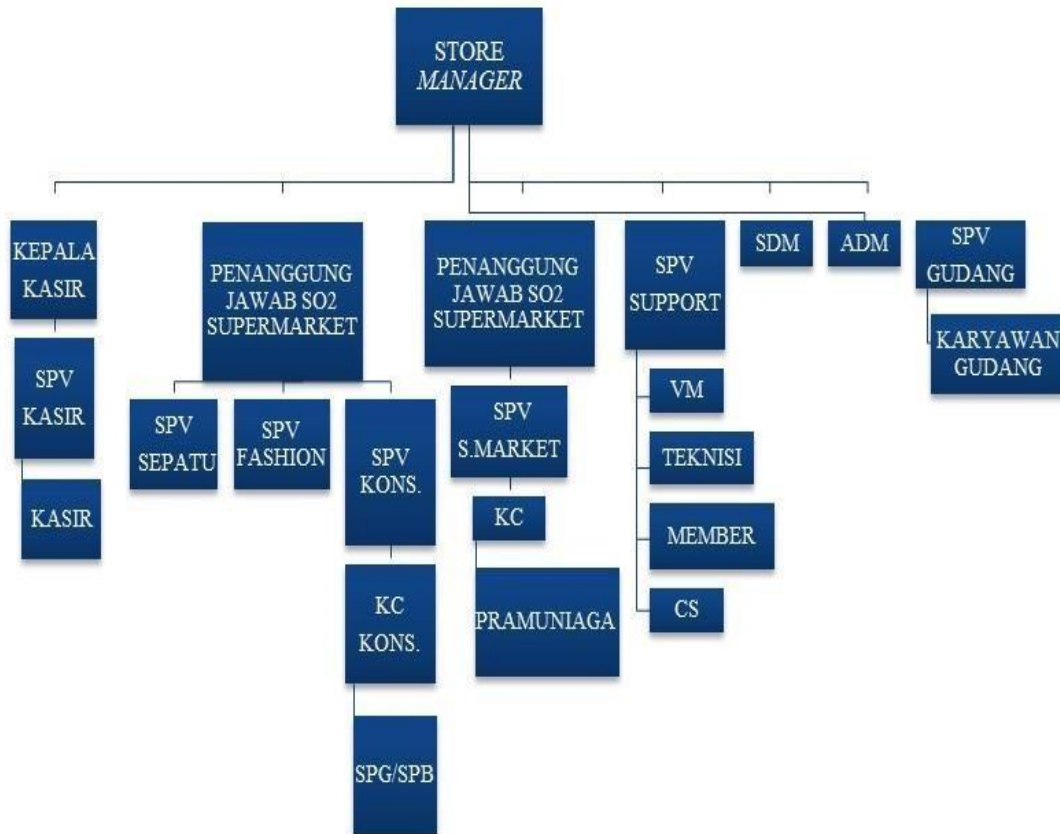 STORE
MANAGER
KEPALA
KASIR
SPV
KASIR
KASIR
PENANGGUNG
JAWAB SO2
SUPERMARKET
SPV
SEPATU
SPV
FASHION
SPV
KONS.
KC
KONS.
SPG/SPB
PENANGGUNG
JAWAB SO2
SUPERMARKET
SPV
S.MARKET
KC
PRAMUNIAGA
SPV
SUPPORT
VM
TEKNISI
MEMBER
CS
SDM
ADM
SPV
GUDANG
KARYAWAN
GUDANG